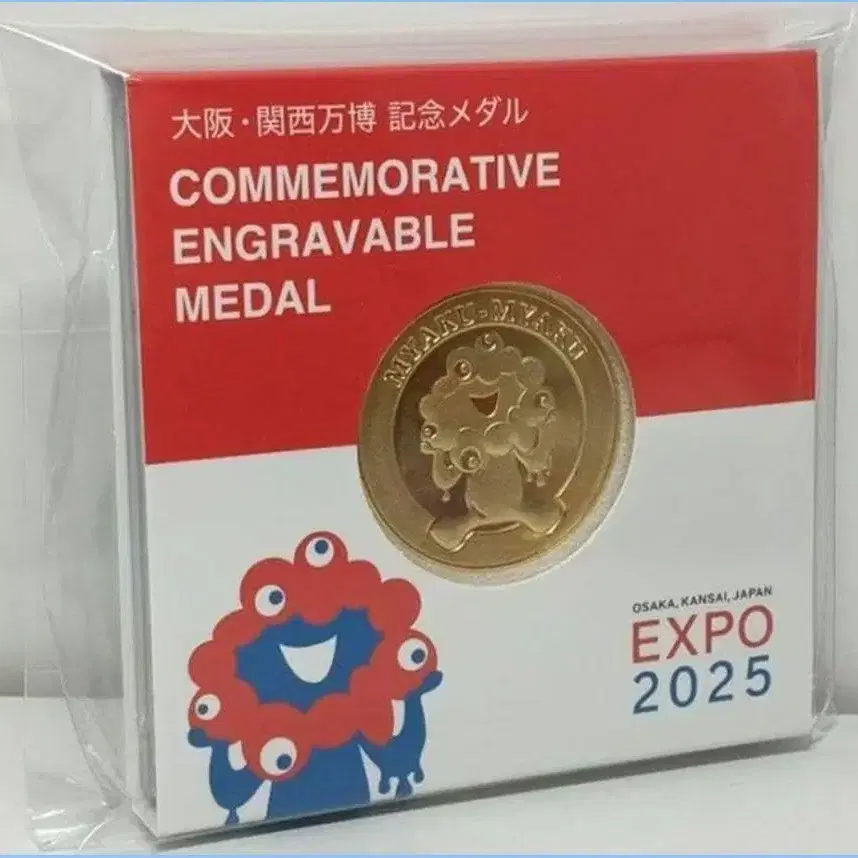 大阪・関西万博 記念メダル
COMMEMORATIVE
ENGRAVABLE
MEDAL
MYAKU-MYAKU
OSAKA, KANSAI, JAPAN
EXPO
2025